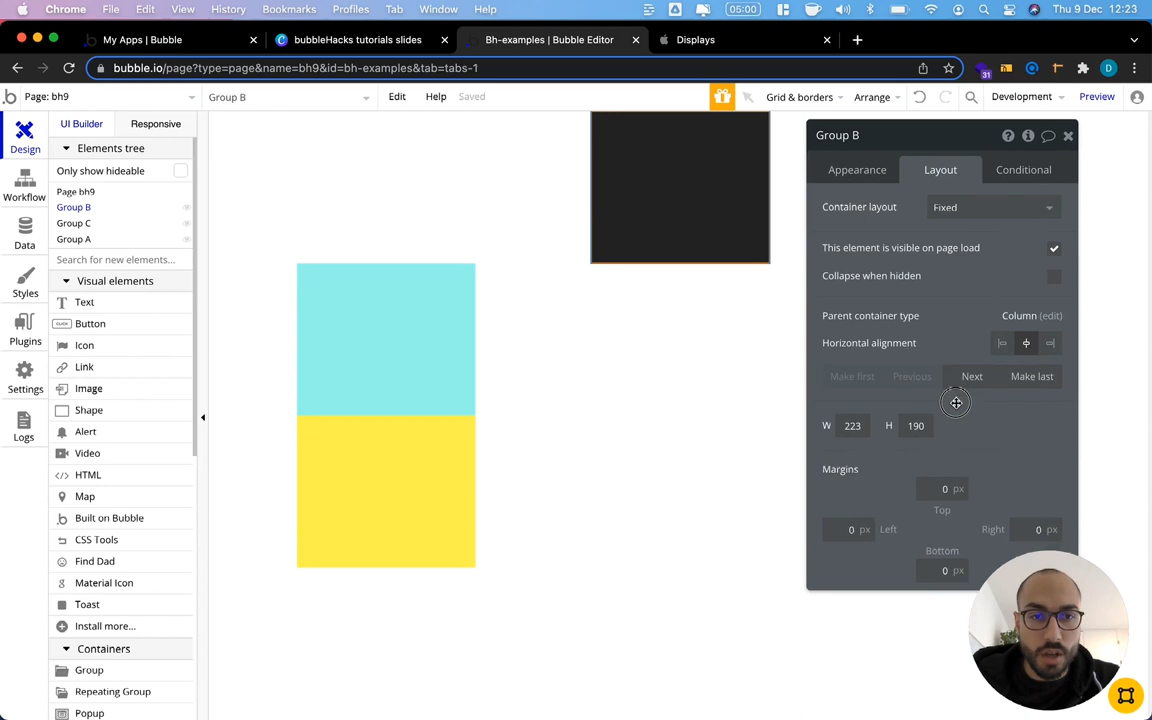 Chrome File Edit View History Bookmarks Profiles Tab Window Help 05:00 Thu 9 Dec 12:23
My Apps | Bubble bubbleHacks tutorials slides Bh-examples | Bubble Editor Displays
bubble.io/page?type=page&name=bh9&id=bh-examples&tab=tabs-1 31 D
Page: bh9 Group B Edit Help Saved Grid & borders Arrange Development Preview
UI Builder Responsive
Design
Workflow
Data
Styles
Plugins
Settings
Logs
Elements tree
Only show hideable
Page bh9
Group B
Group C
Group A
Search for new elements...
Visual elements
Text
CLICK Button
Icon
Link
Image
Shape
Alert
Video
</> HTML
Map
Built on Bubble
CSS Tools
Find Dad
Material Icon
Toast
Install more...
Containers
Group
Repeating Group
Popup
Group B
Appearance Layout Conditional
Container layout Fixed
This element is visible on page load
Collapse when hidden
Parent container type Column (edit)
Horizontal alignment
Make first Previous Next Make last
W 223 H 190
Margins
0 px
Top
0 px Left Right 0 px
Bottom
0 px